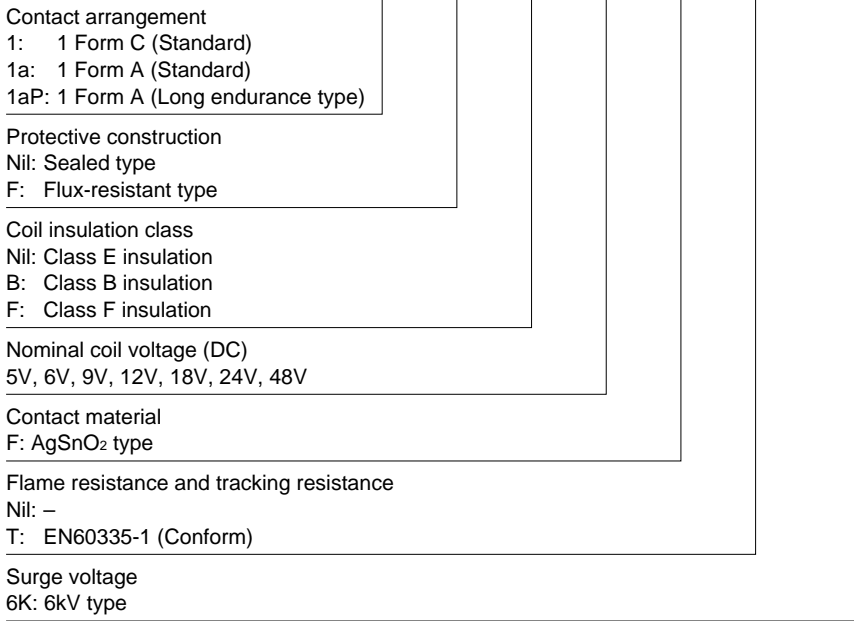 Contact arrangement
1: 1 Form C (Standard)
1a: 1 Form A (Standard)
1aP: 1 Form A (Long endurance type)
Protective construction
Nil: Sealed type
F: Flux-resistant type
Coil insulation class
Nil: Class E insulation
B: Class B insulation
F: Class F insulation
Nominal coil voltage (DC)
5V, 6V, 9V, 12V, 18V, 24V, 48V
Contact material
F: AgSnO₂ type
Flame resistance and tracking resistance
Nil: –
T: EN60335-1 (Conform)
Surge voltage
6K: 6kV type